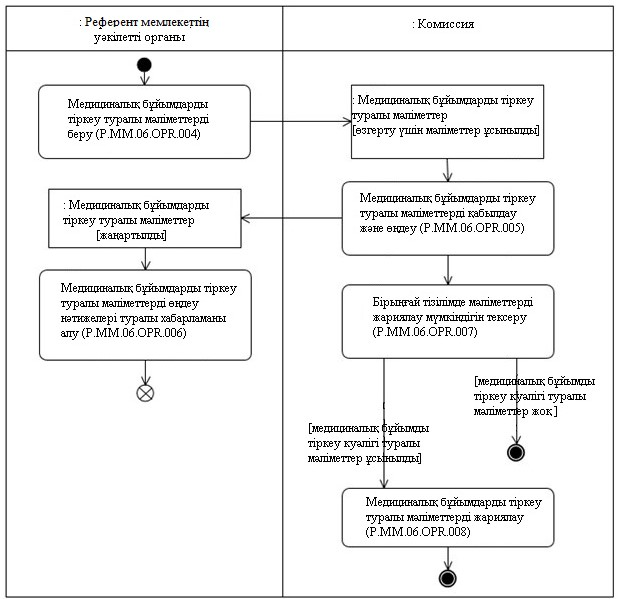 : Референт мемлекеттің
уәкілетті органы
: Комиссия
Медициналық бұйымдарды
тіркеу туралы мәліметтерді
беру (P.MM.06.OPR.004)
: Медициналық бұйымдарды тіркеу
туралы мәліметтер
[өзгерту үшін мәліметтер ұсынылды]
: Медициналық бұйымдарды
тіркеу туралы мәліметтер
[жаңартылды]
Медициналық бұйымдарды тіркеу
туралы мәліметтерді қабылдау
және өңдеу (P.MM.06.OPR.005)
Медициналық бұйымдарды тіркеу
туралы мәліметтерді өңдеу
нәтижелері туралы хабарламаны
алу (P.MM.06.OPR.006)
Бірыңғай тізілімде мәліметтерді
жариялау мүмкіндігін тексеру
(P.MM.06.OPR.007)
[медициналық бұйымды
тіркеу куәлігі туралы
мәліметтер жоқ ]
[медициналық бұйымды
тіркеу куәлігі туралы
мәліметтер ұсынылды]
Медициналық бұйымдарды тіркеу
туралы мәліметтерді жариялау
(P.MM.06.OPR.008)